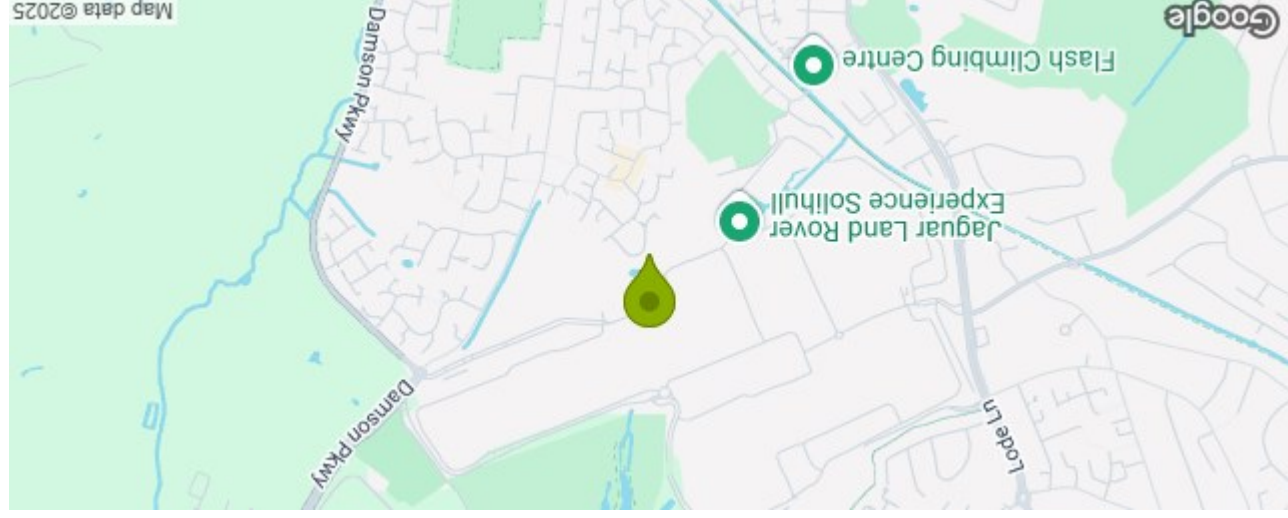 Lode Ln
Damson Pkwy
Jaguar Land Rover
Experience Solihull
Flash Climbing Centre
Damson Pkwy
Google
Map data ©2025